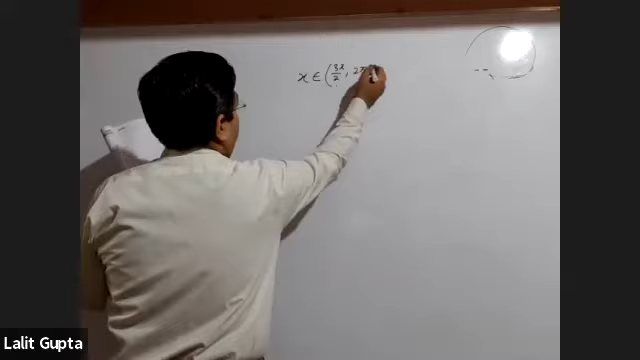 x ∈ (3π/2, 2π
Lalit Gupta